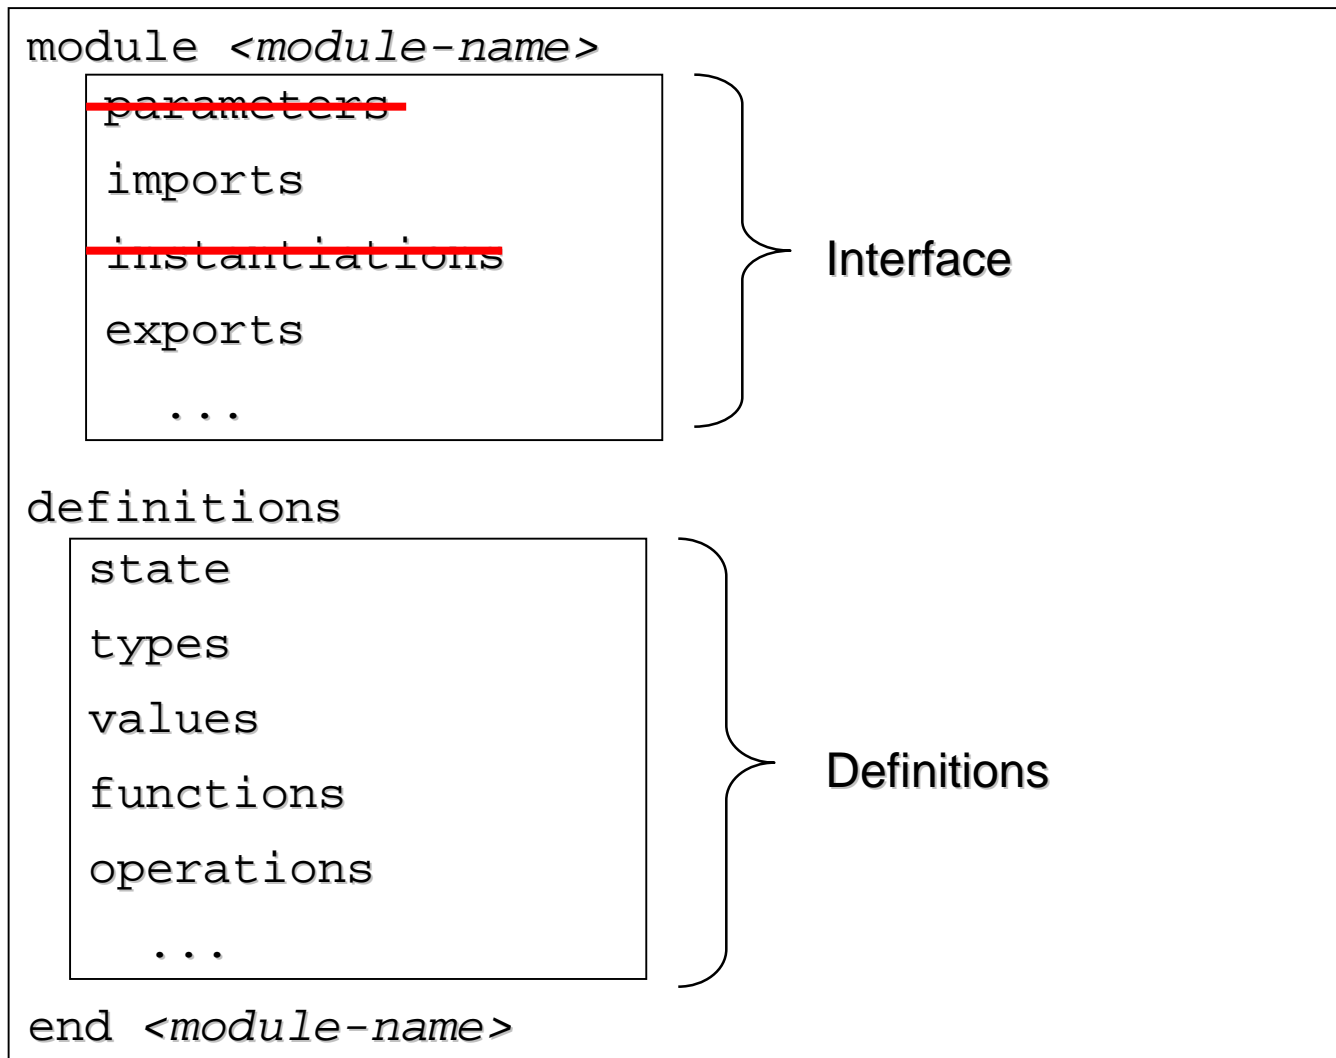 module <module-name>
parameters
imports
instantiations
Interface
exports
...
definitions
state
types
values
Definitions
functions
operations
...
end <module-name>